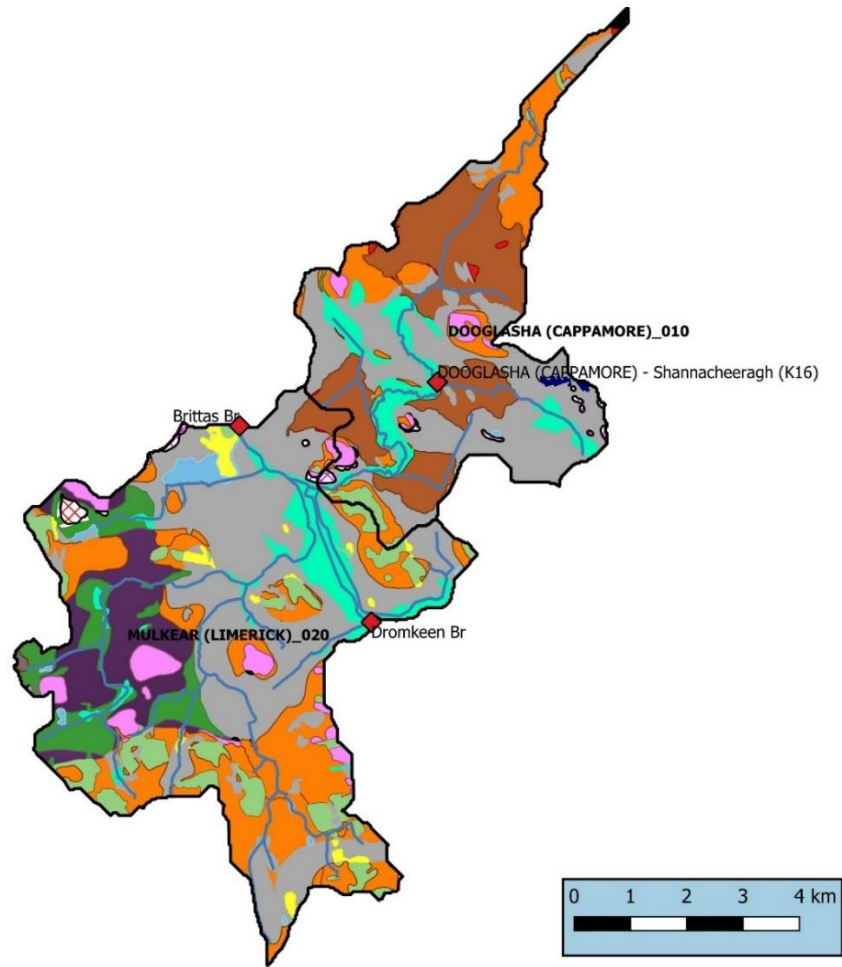 DOOGLASHA (CAPPAMORE)_010
DOOGLASHA (CAPPAMORE) - Shannacheeragh (K16)
Brittas Br
MULKEAR (LIMERICK)_020
Dromkeen Br
0 1 2 3 4 km